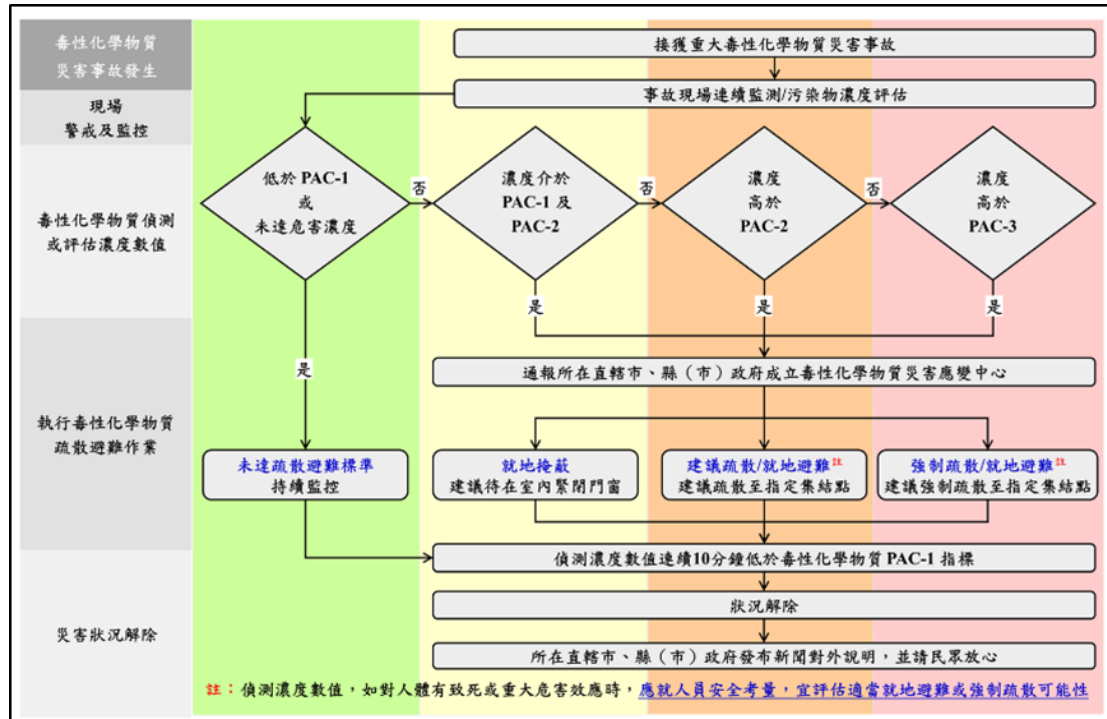 毒性化學物質
災害事故發生
接獲重大毒性化學物質災害事故
事故現場連續監測/污染物濃度評估
現場
警戒及監控
毒性化學物質偵測
或評估濃度數值
低於 PAC-1
或
未達危害濃度
否
濃度介於
PAC-1 及
PAC-2
否
濃度
高於
PAC-2
否
濃度
高於
PAC-3
是
是
是
是
通報所在直轄市、縣（市）政府成立毒性化學物質災害應變中心
執行毒性化學物質
疏散避難作業
未達疏散避難標準
持續監控
就地掩蔽
建議待在室內緊閉門窗
建議疏散/就地避難註
建議疏散至指定集結點
強制疏散/就地避難註
建議強制疏散至指定集結點
偵測濃度數值連續10分鐘低於毒性化學物質 PAC-1 指標
狀況解除
災害狀況解除
所在直轄市、縣（市）政府發布新聞對外說明，並請民眾放心
註：偵測濃度數值，如對人體有致死或重大危害效應時，應就人員安全考量，宜評估適當就地避難或強制疏散可能性